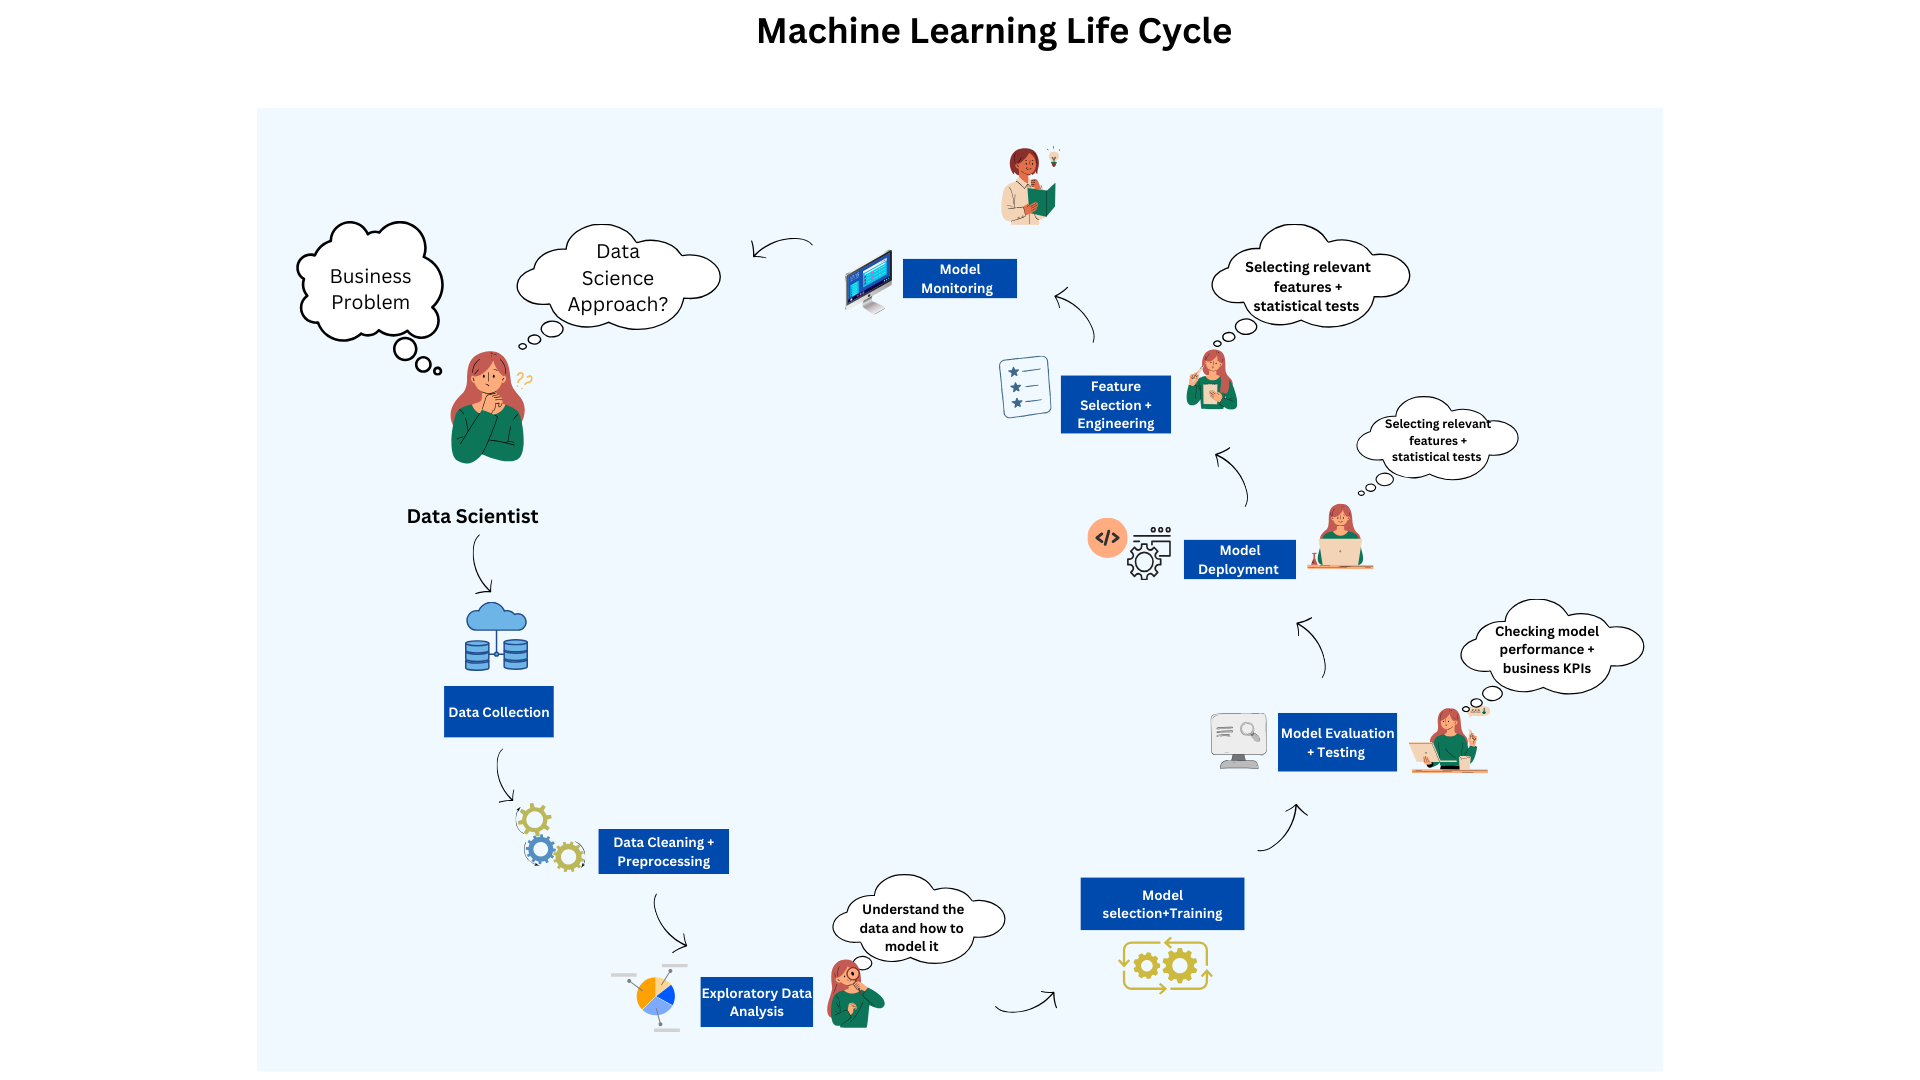 Machine Learning Life Cycle
Business
Problem
Data
Science
Approach?
??
Data Scientist
Data Collection
Data Cleaning +
Preprocessing
Exploratory Data
Analysis
Understand the
data and how to
model it
Model
selection+Training
Model Evaluation
+ Testing
Checking model
performance +
business KPIs
</>
Model
Deployment
Selecting relevant
features +
statistical tests
Feature
Selection +
Engineering
Selecting relevant
features +
statistical tests
Model
Monitoring